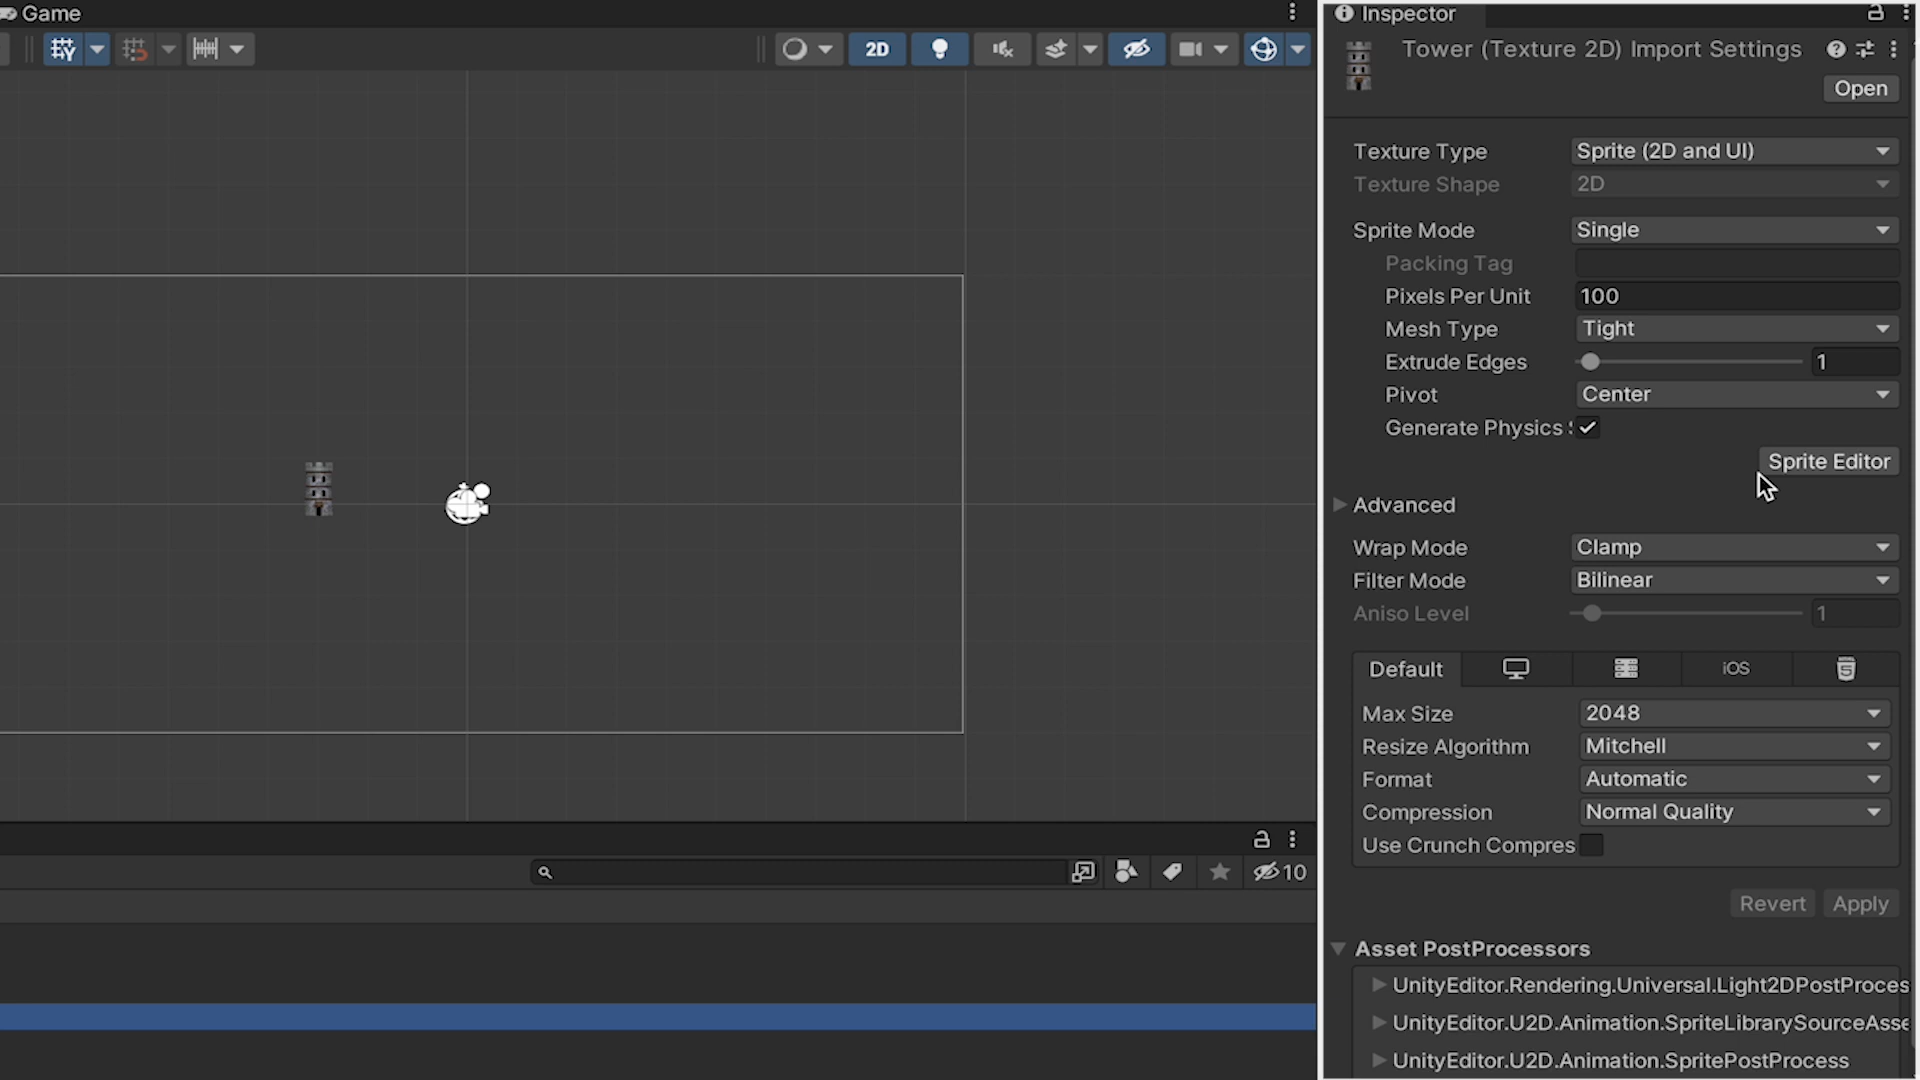 Game
2D
10
Inspector
Tower (Texture 2D) Import Settings
Open
Texture Type Sprite (2D and UI)
Texture Shape 2D
Sprite Mode Single
Packing Tag
Pixels Per Unit 100
Mesh Type Tight
Extrude Edges 1
Pivot Center
Generate Physics
Sprite Editor
Advanced
Wrap Mode Clamp
Filter Mode Bilinear
Aniso Level 1
Default iOS
Max Size 2048
Resize Algorithm Mitchell
Format Automatic
Compression Normal Quality
Use Crunch Compres
Revert Apply
Asset PostProcessors
UnityEditor.Rendering.Universal.Light2DPostProces
UnityEditor.U2D.Animation.SpriteLibrarySourceAsse
UnityEditor.U2D.Animation.SpritePostProcess